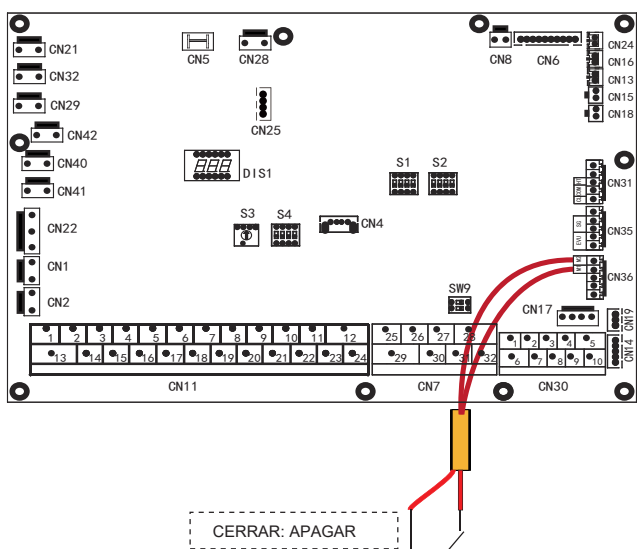 CN21
CN32
CN29
CN42
CN40
CN41
CN22
CN1
CN2
CN5
CN28
CN25
DIS1
S3
S4
CN4
S1
S2
SW9
CN8
CN6
CN24
CN16
CN13
CN15
CN18
CN31
SG
EVU
CN35
M1 M2
CN36
CN17
CN19
CN14
1 2 3 4 5 6 7 8 9 10 11 12
13 14 15 16 17 18 19 20 21 22 23 24
CN11
25 26 27 28
29 30 31 32
CN7
1 2 3 4 5
6 7 8 9 10
CN30
CERRAR: APAGAR